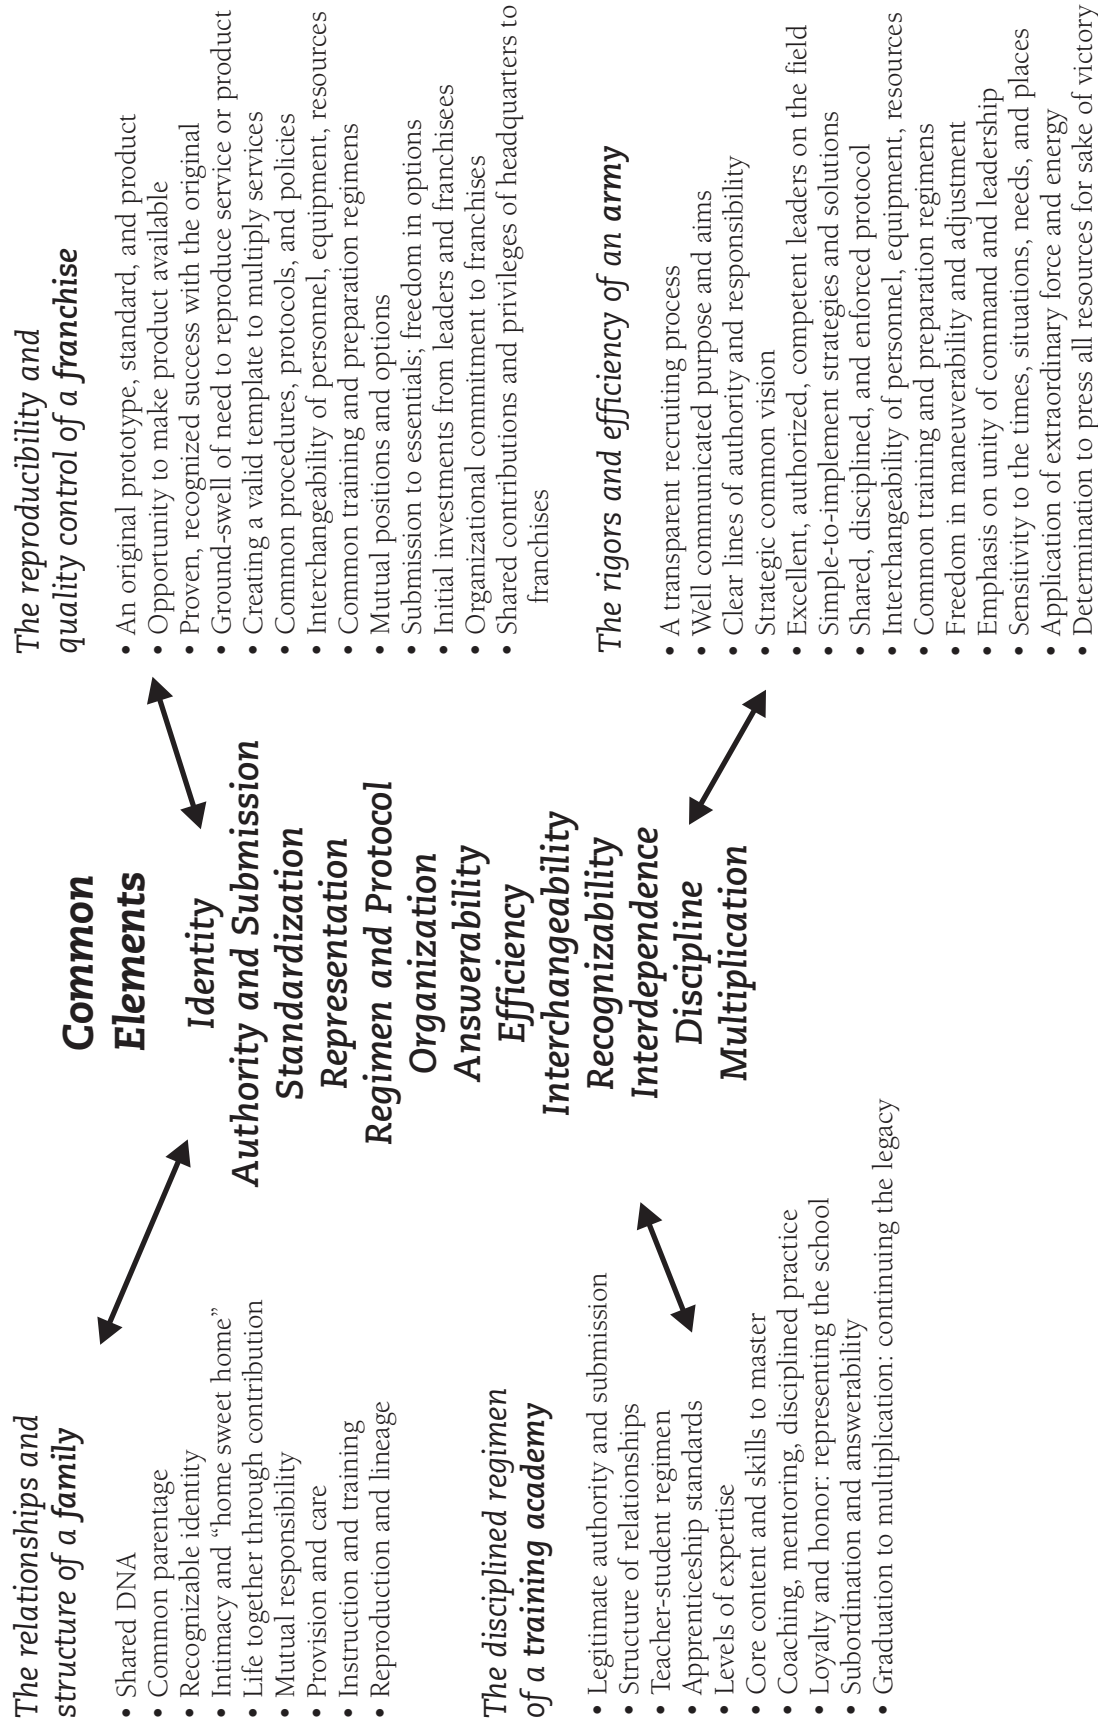 The relationships and
structure of a family
• Shared DNA
• Common parentage
• Recognizable identity
• Intimacy and “home sweet home”
• Life together through contribution
• Mutual responsibility
• Provision and care
• Instruction and training
• Reproduction and lineage
The disciplined regimen
of a training academy
• Legitimate authority and submission
• Structure of relationships
• Teacher-student regimen
• Apprenticeship standards
• Levels of expertise
• Core content and skills to master
• Coaching, mentoring, disciplined practice
• Loyalty and honor: representing the school
• Subordination and answerability
• Graduation to multiplication: continuing the legacy
Common
Elements
Identity
Authority and Submission
Standardization
Representation
Regimen and Protocol
Organization
Answerability
Efficiency
Interchangeability
Recognizability
Interdependence
Discipline
Multiplication
The reproducibility and
quality control of a franchise
• An original prototype, standard, and product
• Opportunity to make product available
• Proven, recognized success with the original
• Ground-swell of need to reproduce service or product
• Creating a valid template to multiply services
• Common procedures, protocols, and policies
• Interchangeability of personnel, equipment, resources
• Common training and preparation regimens
• Mutual positions and options
• Submission to essentials; freedom in options
• Initial investments from leaders and franchisees
• Organizational commitment to franchises
• Shared contributions and privileges of headquarters to
franchises
The rigors and efficiency of an army
• A transparent recruiting process
• Well communicated purpose and aims
• Clear lines of authority and responsibility
• Strategic common vision
• Excellent, authorized, competent leaders on the field
• Simple-to-implement strategies and solutions
• Shared, disciplined, and enforced protocol
• Interchangeability of personnel, equipment, resources
• Common training and preparation regimens
• Freedom in maneuverability and adjustment
• Emphasis on unity of command and leadership
• Sensitivity to the times, situations, needs, and places
• Application of extraordinary force and energy
• Determination to press all resources for sake of victory